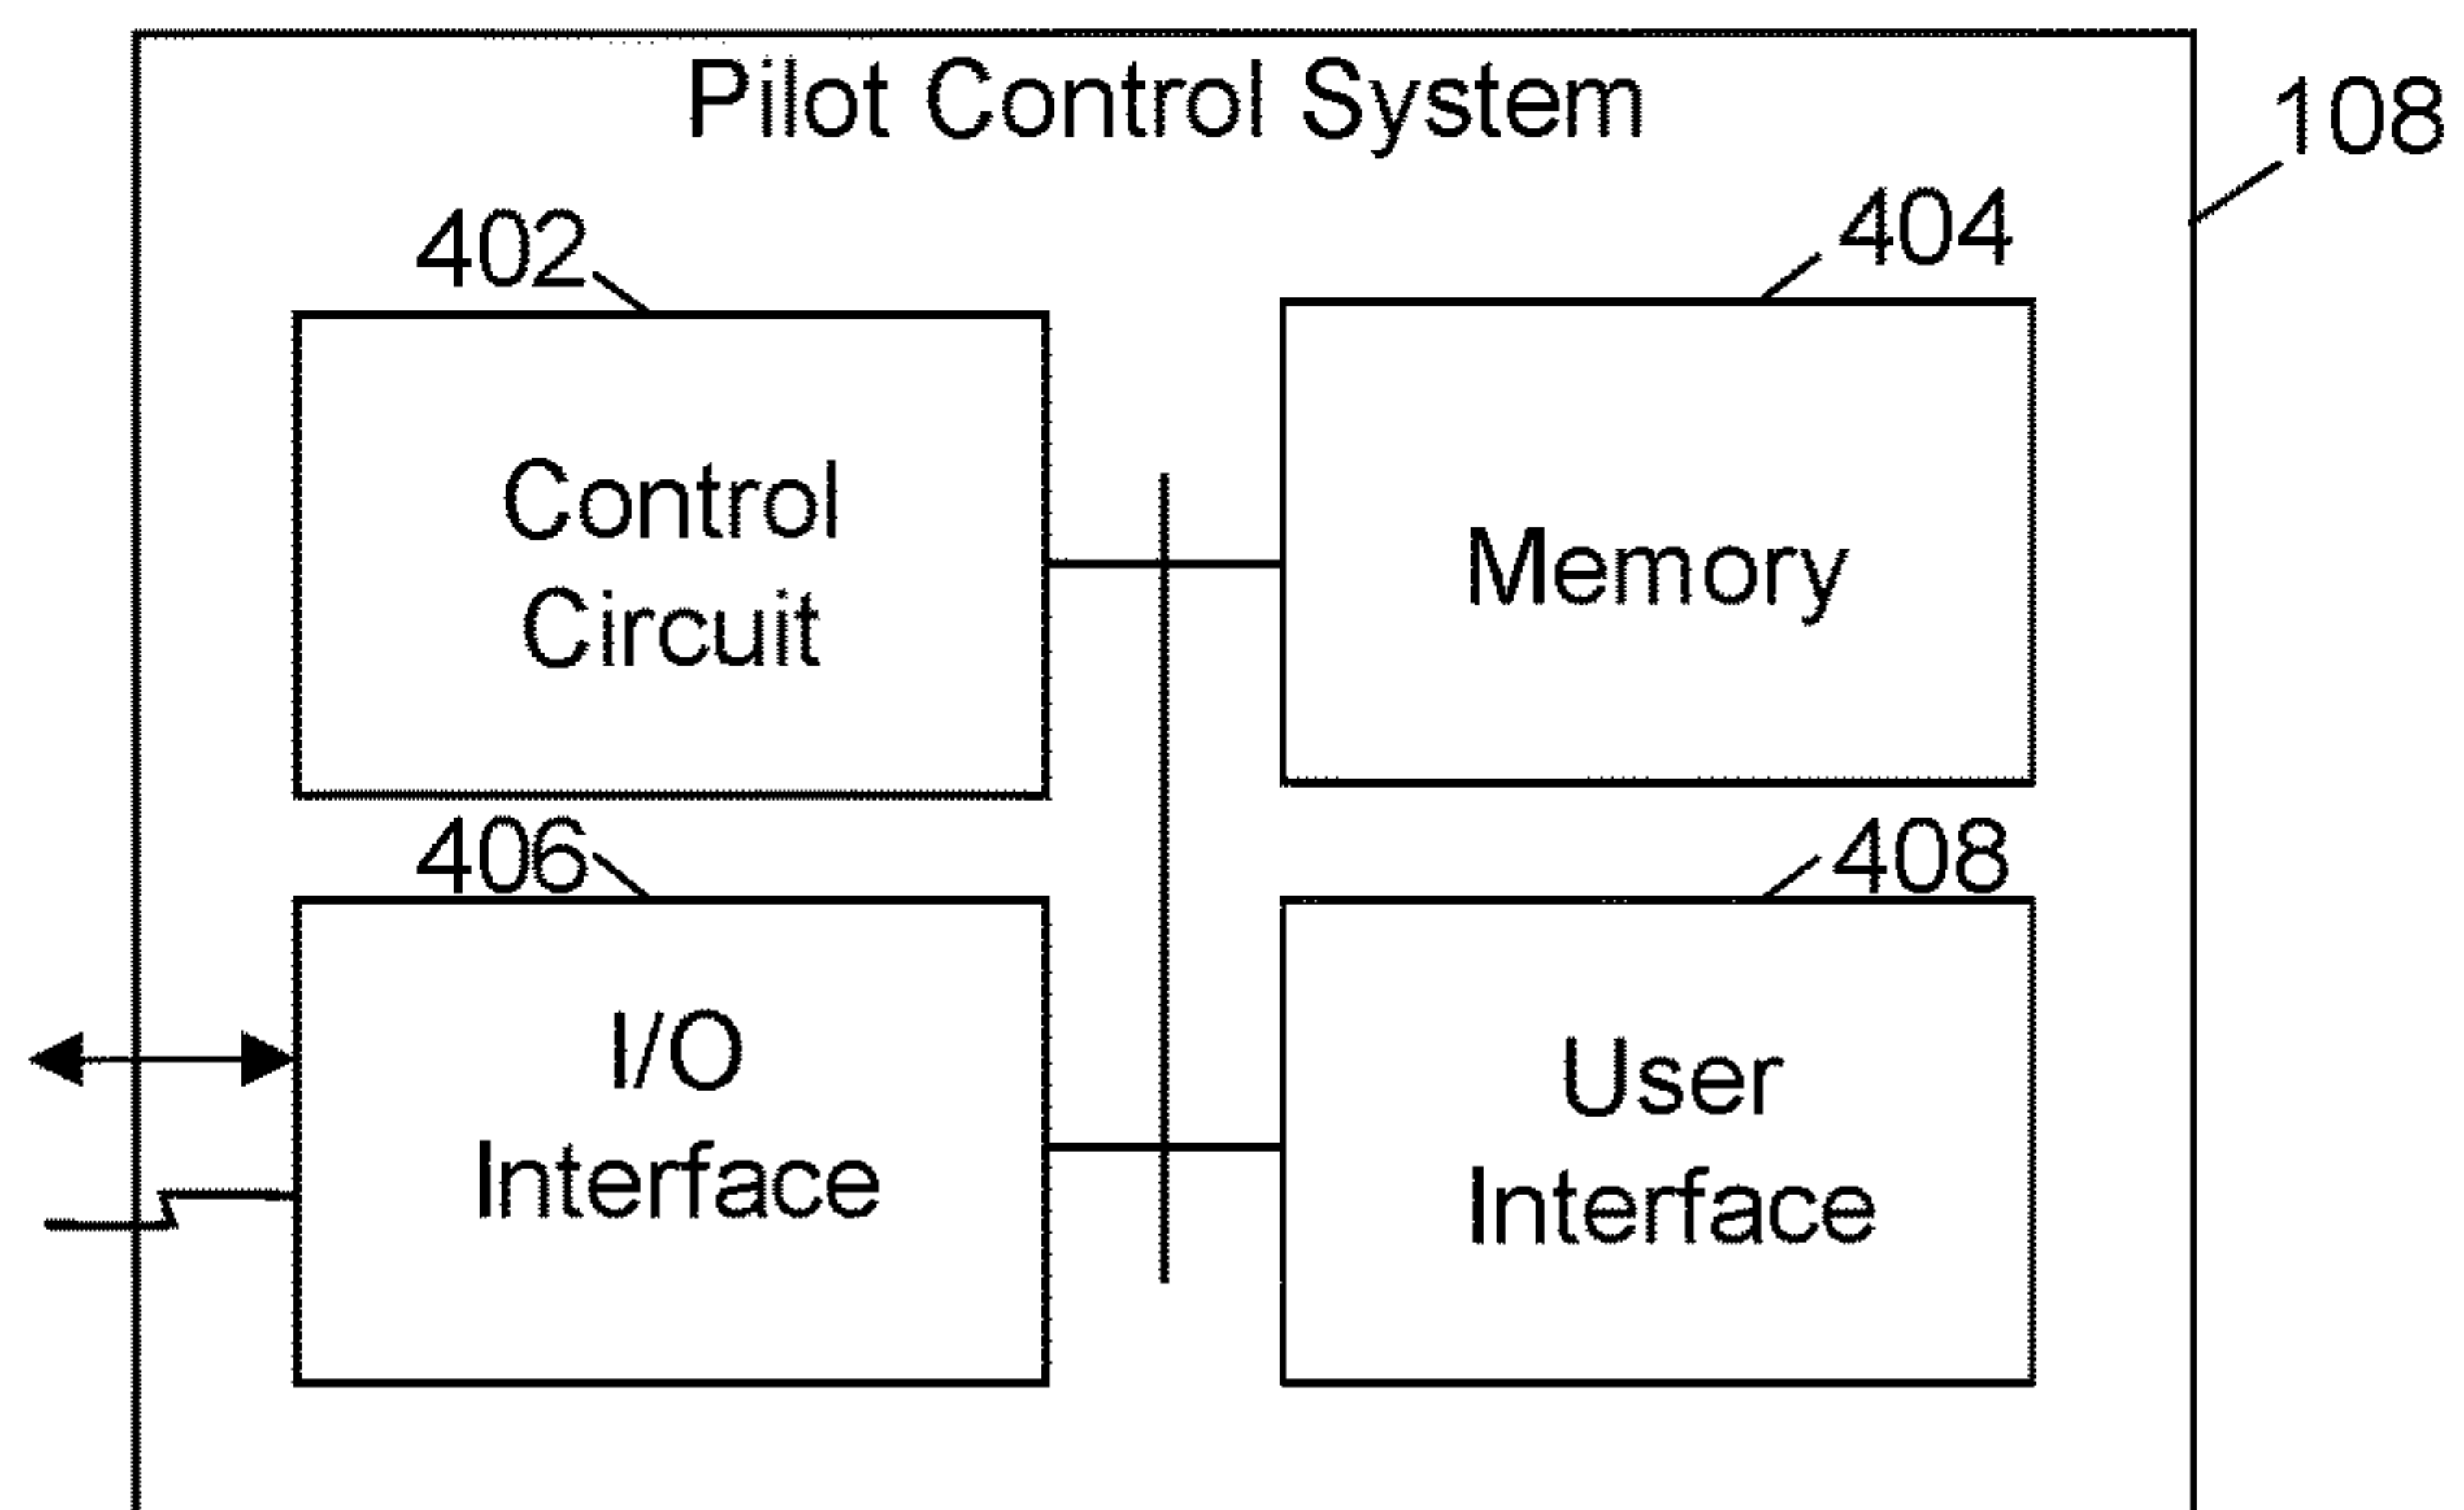 Pilot Control System
108
402
404
Control
Circuit
Memory
406
408
I/O
Interface
User
Interface